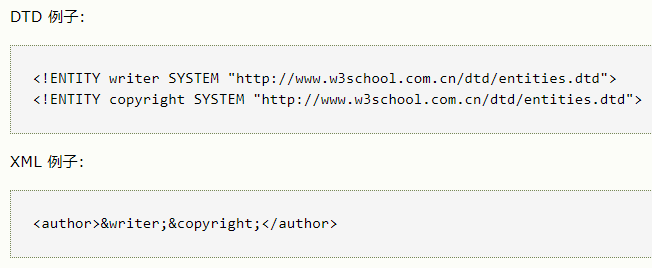 DTD 例子：
<!ENTITY writer SYSTEM "http://www.w3school.com.cn/dtd/entities.dtd">
<!ENTITY copyright SYSTEM "http://www.w3school.com.cn/dtd/entities.dtd">
XML 例子：
<author>&writer;&copyright;</author>